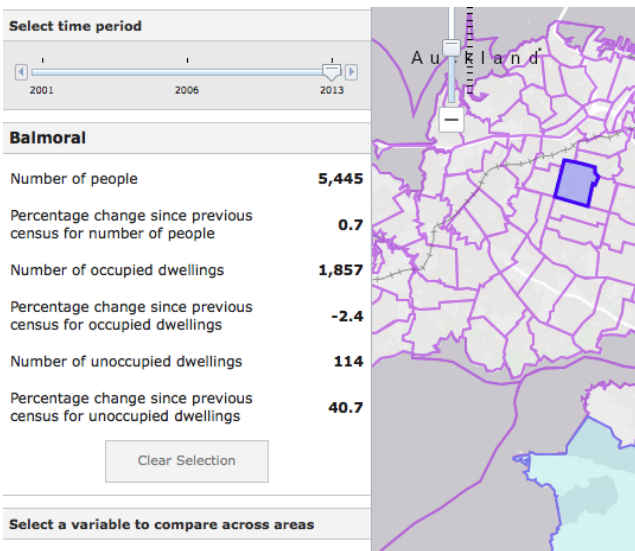 Select time period
2001 2006 2013
Balmoral
Number of people 5,445
Percentage change since previous
census for number of people 0.7
Number of occupied dwellings 1,857
Percentage change since previous
census for occupied dwellings -2.4
Number of unoccupied dwellings 114
Percentage change since previous
census for unoccupied dwellings 40.7
Clear Selection
Select a variable to compare across areas
Auckland